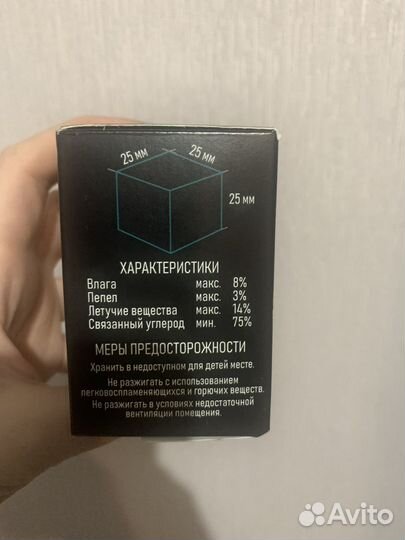 25 мм
25 мм
25 мм
ХАРАКТЕРИСТИКИ
Влага макс. 8%
Пепел макс. 3%
Летучие вещества макс. 14%
Связанный углерод мин. 75%
МЕРЫ ПРЕДОСТОРОЖНОСТИ
Хранить в недоступном для детей месте.
Не разжигать с использованием
легковоспламеняющихся и горючих веществ.
Не разжигать в условиях недостаточной
вентиляции помещения.
Avito